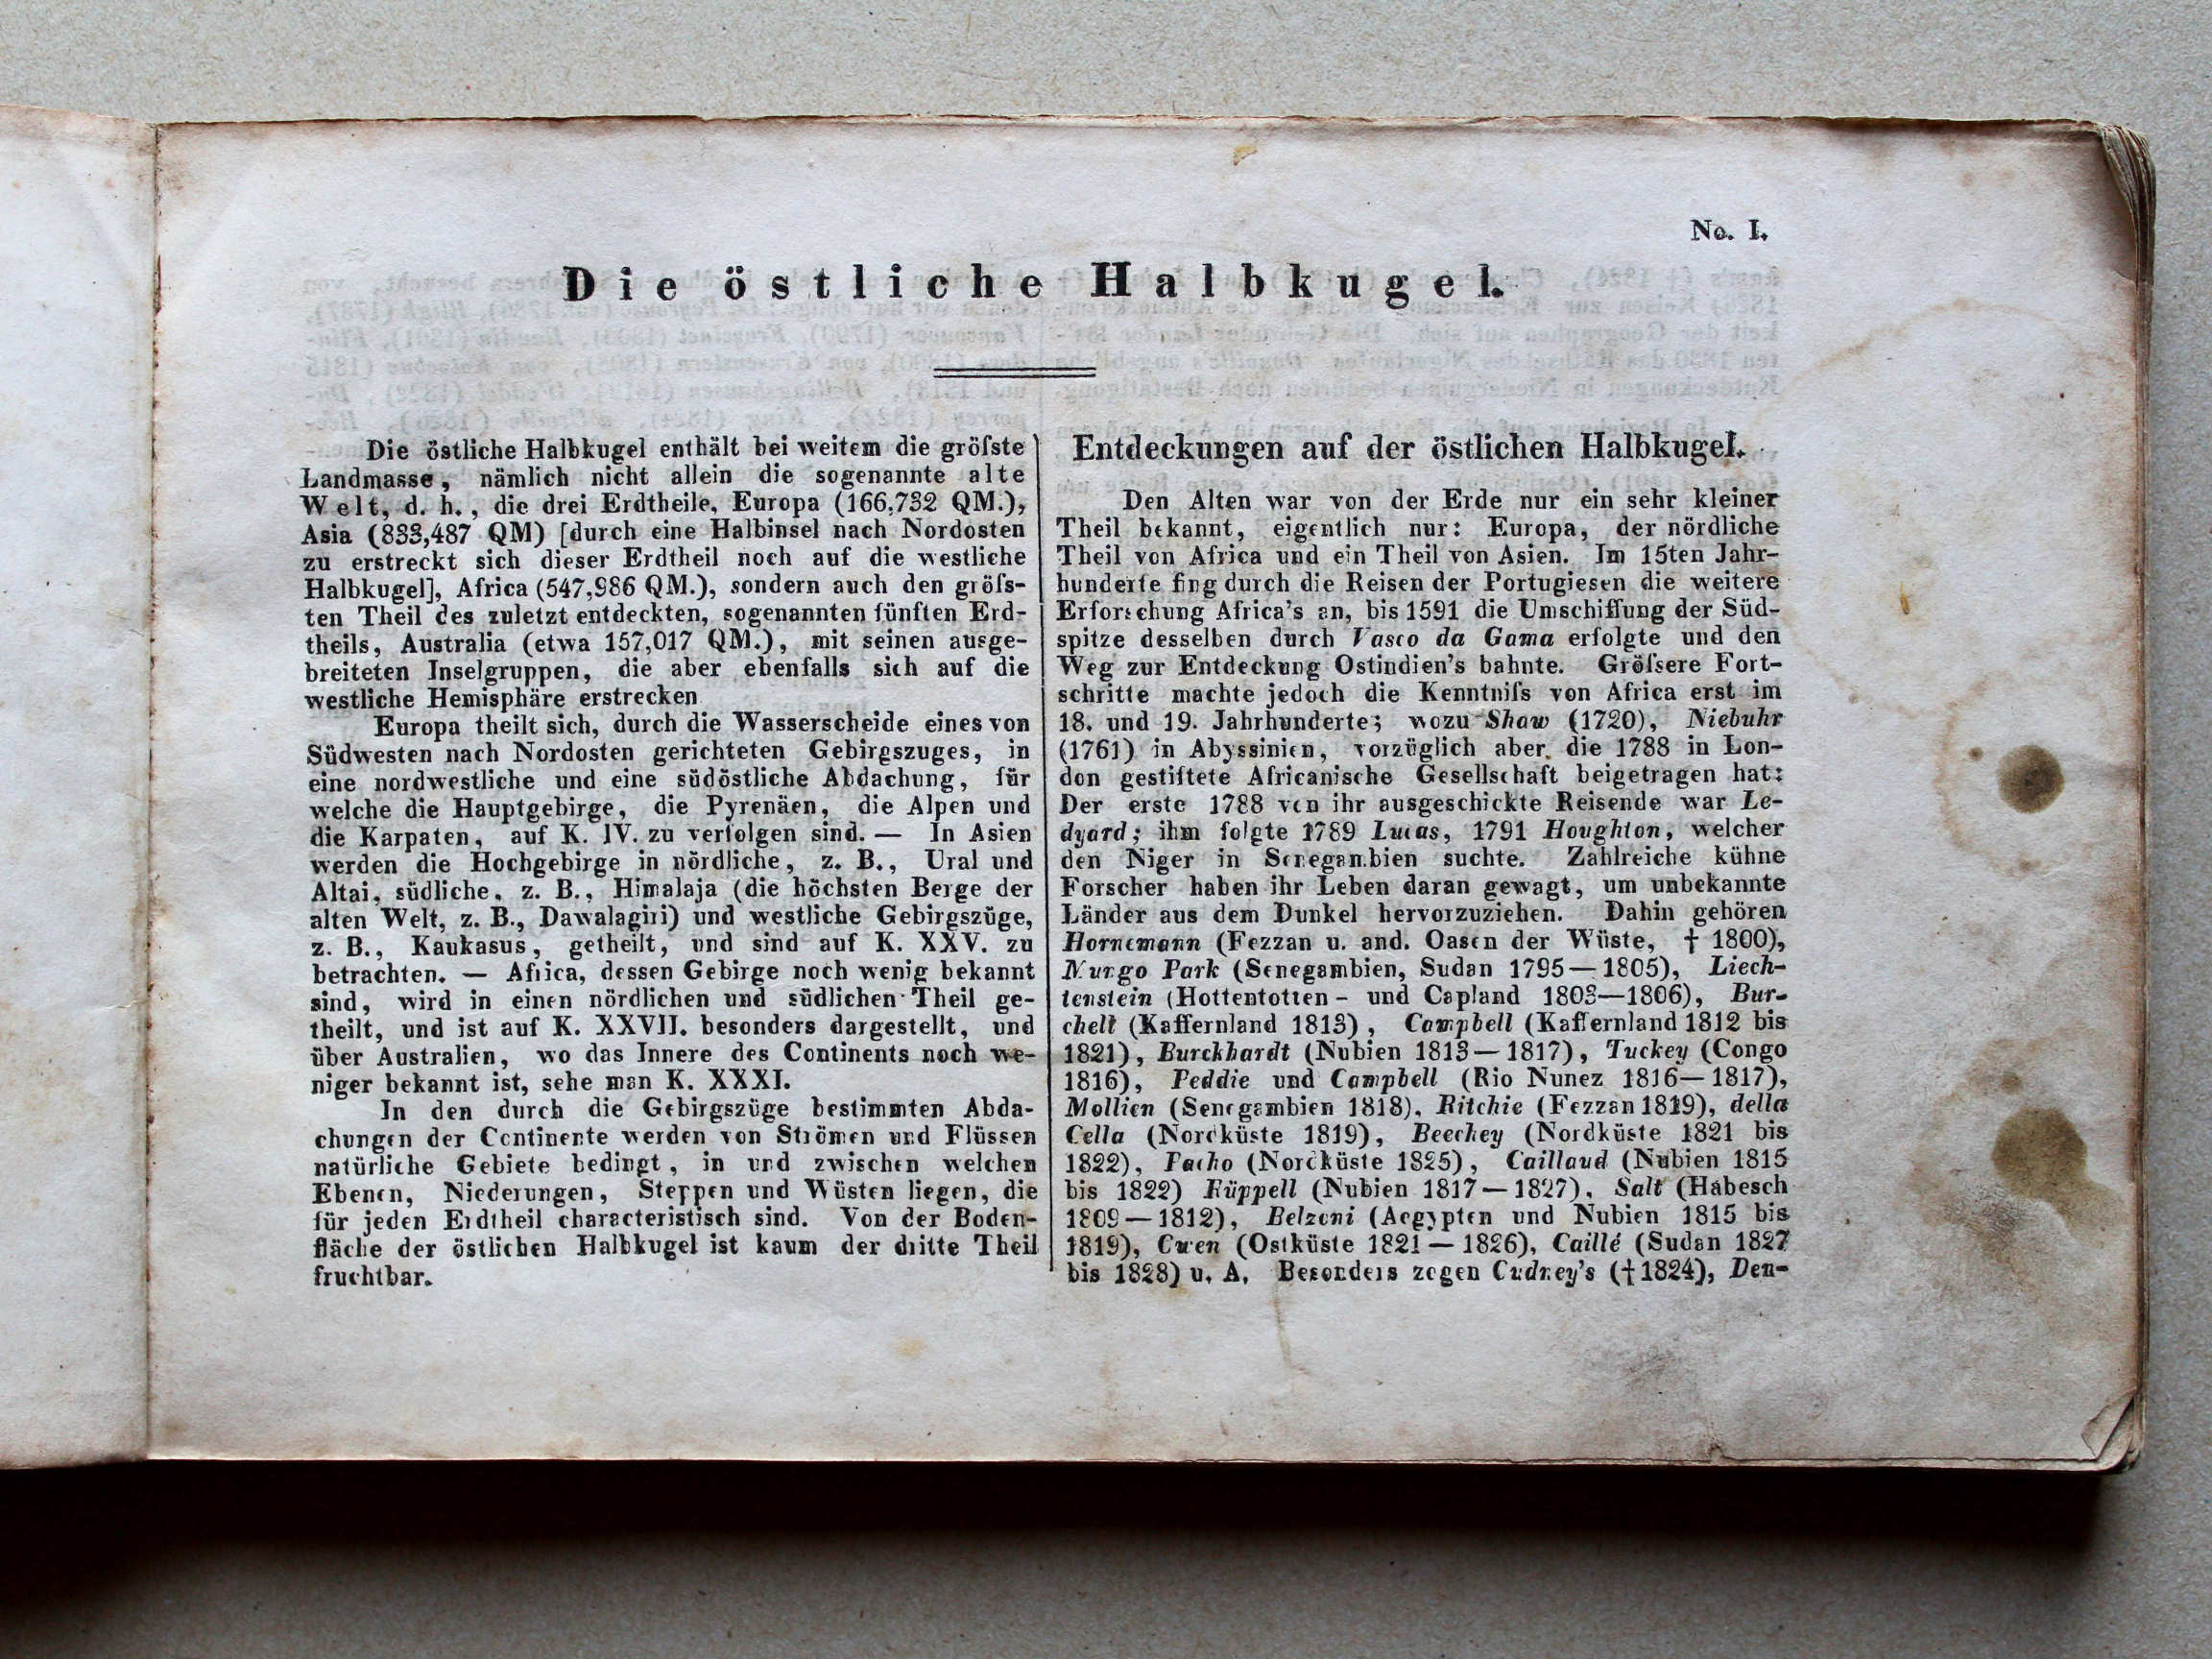 No. I.
Die östliche Halbkugel.
Die östliche Halbkugel enthält bei weitem die gröſste
Landmasse, nämlich nicht allein die sogenannte alte
Welt, d. h., die drei Erdtheile, Europa (166,732 QM.),
Asia (833,487 QM) [durch eine Halbinsel nach Nordosten
zu erstreckt sich dieser Erdtheil noch auf die westliche
Halbkugel], Africa (547,986 QM.), sondern auch den gröſs-
ten Theil des zuletzt entdeckten, sogenannten fünften Erd-
theils, Australia (etwa 157,017 QM.), mit seinen ausge-
breiteten Inselgruppen, die aber ebenfalls sich auf die
westliche Hemisphäre erstrecken
Europa theilt sich, durch die Wasserscheide eines von
Südwesten nach Nordosten gerichteten Gebirgszuges, in
eine nordwestliche und eine südöstliche Abdachung, für
welche die Hauptgebirge, die Pyrenäen, die Alpen und
die Karpaten, auf K. IV. zu verfolgen sind. — In Asien
werden die Hochgebirge in nördliche, z. B., Ural und
Altai, südliche, z. B., Himalaja (die höchsten Berge der
alten Welt, z. B., Dawalagiri) und westliche Gebirgszüge,
z. B., Kaukasus, getheilt, und sind auf K. XXV. zu
betrachten. — Africa, dessen Gebirge noch wenig bekannt
sind, wird in einen nördlichen und südlichen Theil ge-
theilt, und ist auf K. XXVII. besonders dargestellt, und
über Australien, wo das Innere des Continents noch we-
niger bekannt ist, sehe man K. XXXI.
In den durch die Gebirgszüge bestimmten Abda-
chungen der Continente werden von Strömen und Flüssen
natürliche Gebiete bedingt, in und zwischen welchen
Ebenen, Niederungen, Steppen und Wüsten liegen, die
für jeden Erdtheil characteristisch sind. Von der Boden-
fläche der östlichen Halbkugel ist kaum der dritte Theil
fruchtbar.
Entdeckungen auf der östlichen Halbkugel.
Den Alten war von der Erde nur ein sehr kleiner
Theil bekannt, eigentlich nur: Europa, der nördliche
Theil von Africa und ein Theil von Asien. Im 15ten Jahr-
hunderte fing durch die Reisen der Portugiesen die weitere
Erforschung Africa's an, bis 1591 die Umschiffung der Süd-
spitze desselben durch Vasco da Gama erfolgte und den
Weg zur Entdeckung Ostindien's bahnte. Gröſsere Fort-
schritte machte jedoch die Kenntniſs von Africa erst im
18. und 19. Jahrhunderte; wozu Shaw (1720), Niebuhr
(1761) in Abyssinien, vorzüglich aber die 1788 in Lon-
don gestiftete Africanische Gesellschaft beigetragen hat:
Der erste 1788 von ihr ausgeschickte Reisende war Le-
dyard; ihm folgte 1789 Lucas, 1791 Houghton, welcher
den Niger in Senegambien suchte. Zahlreiche kühne
Forscher haben ihr Leben daran gewagt, um unbekannte
Länder aus dem Dunkel hervorzuziehen. Dahin gehören
Hornemann (Fezzan u. and. Oasen der Wüste, † 1800),
Mungo Park (Senegambien, Sudan 1795—1805), Liech-
tenstein (Hottentotten- und Capland 1803—1806), Bur-
chell (Kaffernland 1813), Campbell (Kaffernland 1812 bis
1821), Burckhardt (Nubien 1813—1817), Tuckey (Congo
1816), Peddie und Campbell (Rio Nunez 1816—1817),
Mollien (Senegambien 1818), Ritchie (Fezzan 1819), della
Cella (Nordküste 1819), Beechey (Nordküste 1821 bis
1822), Pacho (Nordküste 1825), Caillaud (Nubien 1815
bis 1822) Rüppell (Nubien 1817—1827), Salt (Habesch
1809—1812), Belzoni (Aegypten und Nubien 1815 bis
1819), Owen (Ostküste 1821—1826), Caillé (Sudan 1827
bis 1828) u. A. Besonders zogen Oudney's († 1824), Den-